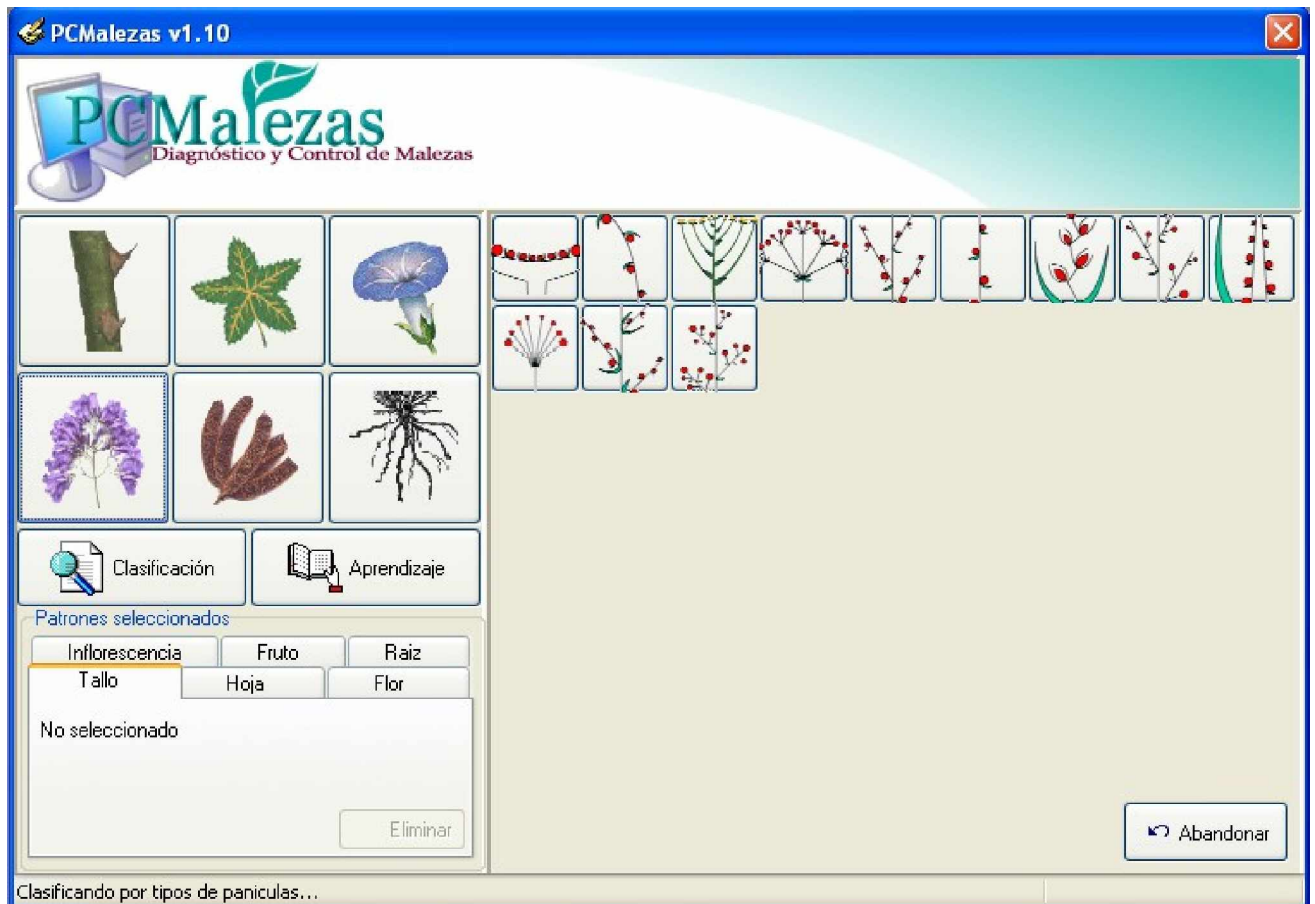 PCMalezas v1.10
PCMalezas
Diagnóstico y Control de Malezas
Clasificación
Aprendizaje
Patrones seleccionados
Inflorescencia Fruto Raiz
Tallo Hoja Flor
No seleccionado
Eliminar
Abandonar
Clasificando por tipos de paniculas...